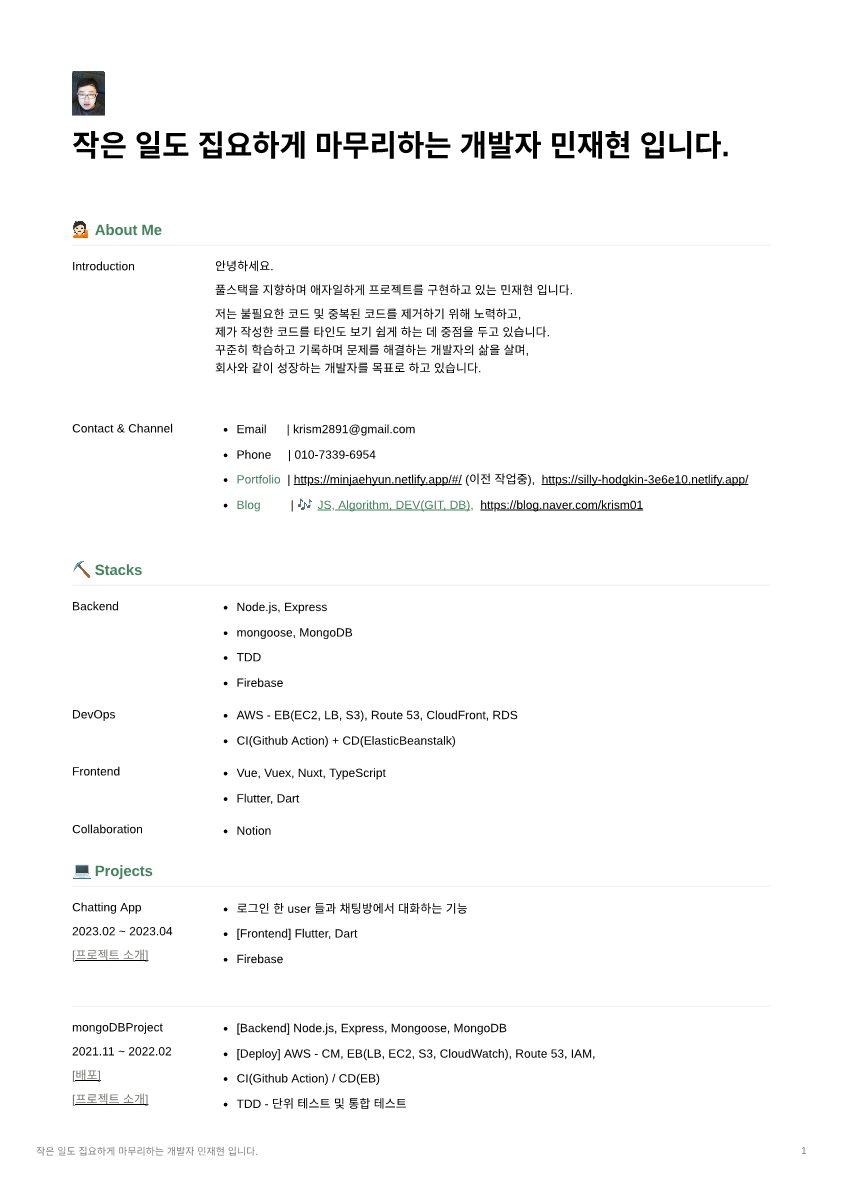 작은 일도 집요하게 마무리하는 개발자 민재현 입니다.
About Me
Introduction
안녕하세요.
풀스택을 지향하며 애자일하게 프로젝트를 구현하고 있는 민재현 입니다.
저는 불필요한 코드 및 중복된 코드를 제거하기 위해 노력하고,
제가 작성한 코드를 타인도 보기 쉽게 하는 데 중점을 두고 있습니다.
꾸준히 학습하고 기록하며 문제를 해결하는 개발자의 삶을 살며,
회사와 같이 성장하는 개발자를 목표로 하고 있습니다.
Contact & Channel
• Email | krism2891@gmail.com
• Phone | 010-7339-6954
• Portfolio | https://minjaehyun.netlify.app/#/ (이전 작업중), https://silly-hodgkin-3e6e10.netlify.app/
• Blog | 🎶 JS, Algorithm, DEV(GIT, DB), https://blog.naver.com/krism01
Stacks
Backend
• Node.js, Express
• mongoose, MongoDB
• TDD
• Firebase
DevOps
• AWS - EB(EC2, LB, S3), Route 53, CloudFront, RDS
• CI(Github Action) + CD(ElasticBeanstalk)
Frontend
• Vue, Vuex, Nuxt, TypeScript
• Flutter, Dart
Collaboration
• Notion
Projects
Chatting App
2023.02 ~ 2023.04
[프로젝트 소개]
• 로그인 한 user 들과 채팅방에서 대화하는 기능
• [Frontend] Flutter, Dart
• Firebase
mongoDBProject
2021.11 ~ 2022.02
[배포]
[프로젝트 소개]
• [Backend] Node.js, Express, Mongoose, MongoDB
• [Deploy] AWS - CM, EB(LB, EC2, S3, CloudWatch), Route 53, IAM,
• CI(Github Action) / CD(EB)
• TDD - 단위 테스트 및 통합 테스트
작은 일도 집요하게 마무리하는 개발자 민재현 입니다.
1